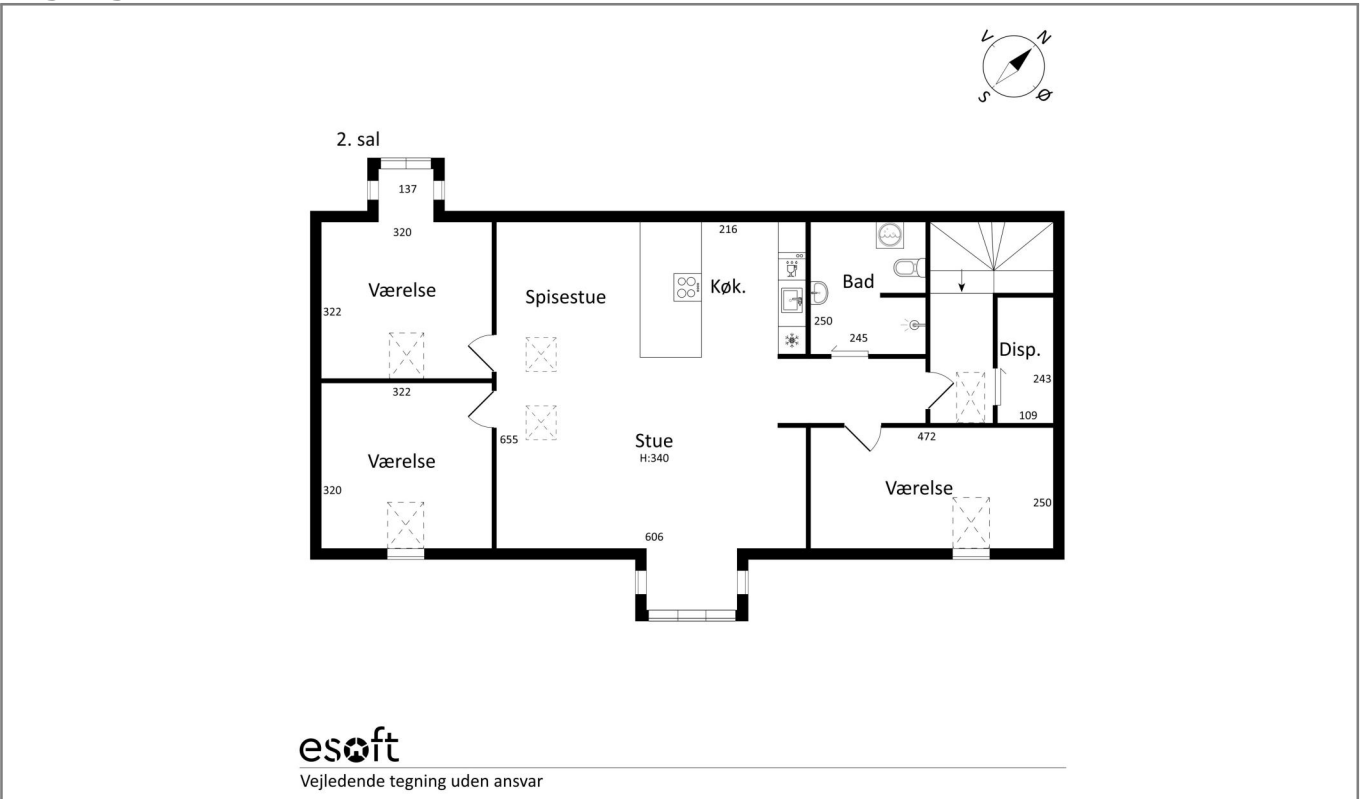 V N
S Ø
2. sal
137
320
216
Værelse
Spisestue
Køk.
Bad
322
250
245
Disp.
243
109
322
655
Stue
H:340
472
Værelse
Værelse
320
250
606
esoft
Vejledende tegning uden ansvar